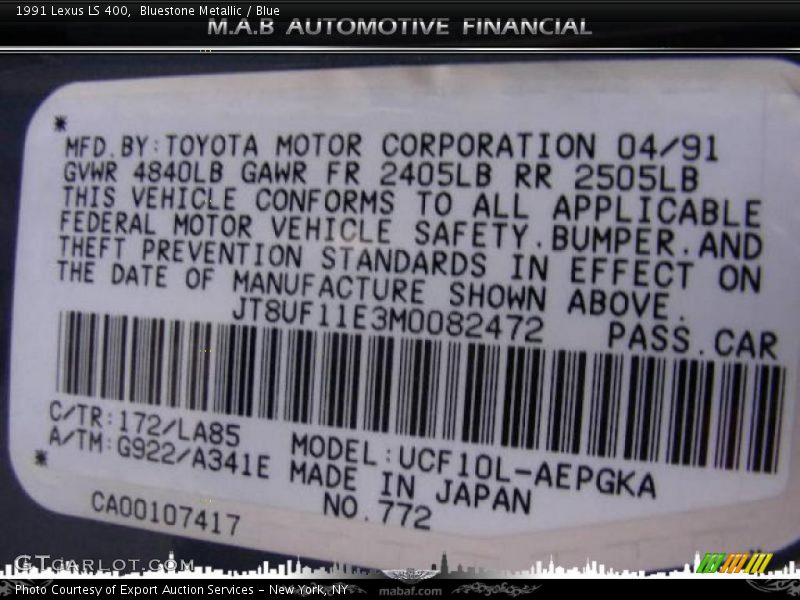 1991 Lexus LS 400, Bluestone Metallic / Blue
M.A.B AUTOMOTIVE FINANCIAL
*
MFD.BY:TOYOTA MOTOR CORPORATION 04/91
GVWR 4840LB GAWR FR 2405LB RR 2505LB
THIS VEHICLE CONFORMS TO ALL APPLICABLE
FEDERAL MOTOR VEHICLE SAFETY.BUMPER.AND
THEFT PREVENTION STANDARDS IN EFFECT ON
THE DATE OF MANUFACTURE SHOWN ABOVE.
JT8UF11E3M0082472 PASS.CAR
C/TR:172/LA85 MODEL:UCF10L-AEPGKA
A/TM:G922/A341E MADE IN JAPAN
*
NO.772
CA00107417
GTcarlot.com
Photo Courtesy of Export Auction Services - New York, NY
mabaf.com